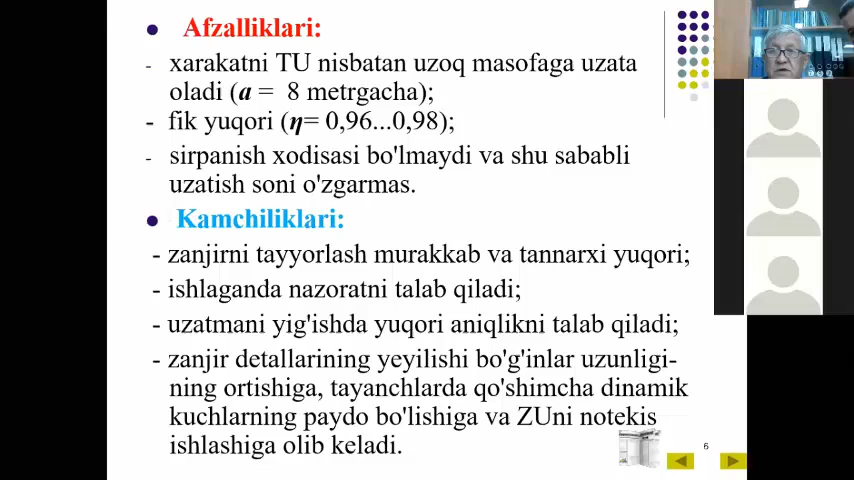 Afzalliklari:
- xarakatni TU nisbatan uzoq masofaga uzata
oladi (a = 8 metrgacha);
- fik yuqori (η= 0,96...0,98);
- sirpanish xodisasi bo'lmaydi va shu sababli
uzatish soni o'zgarmas.
Kamchiliklari:
- zanjirni tayyorlash murakkab va tannarxi yuqori;
- ishlaganda nazoratni talab qiladi;
- uzatmani yig'ishda yuqori aniqlikni talab qiladi;
- zanjir detallarining yeyilishi bo'g'inlar uzunligi-
ning ortishiga, tayanchlarda qo'shimcha dinamik
kuchlarning paydo bo'lishiga va ZUni notekis
ishlashiga olib keladi.
6